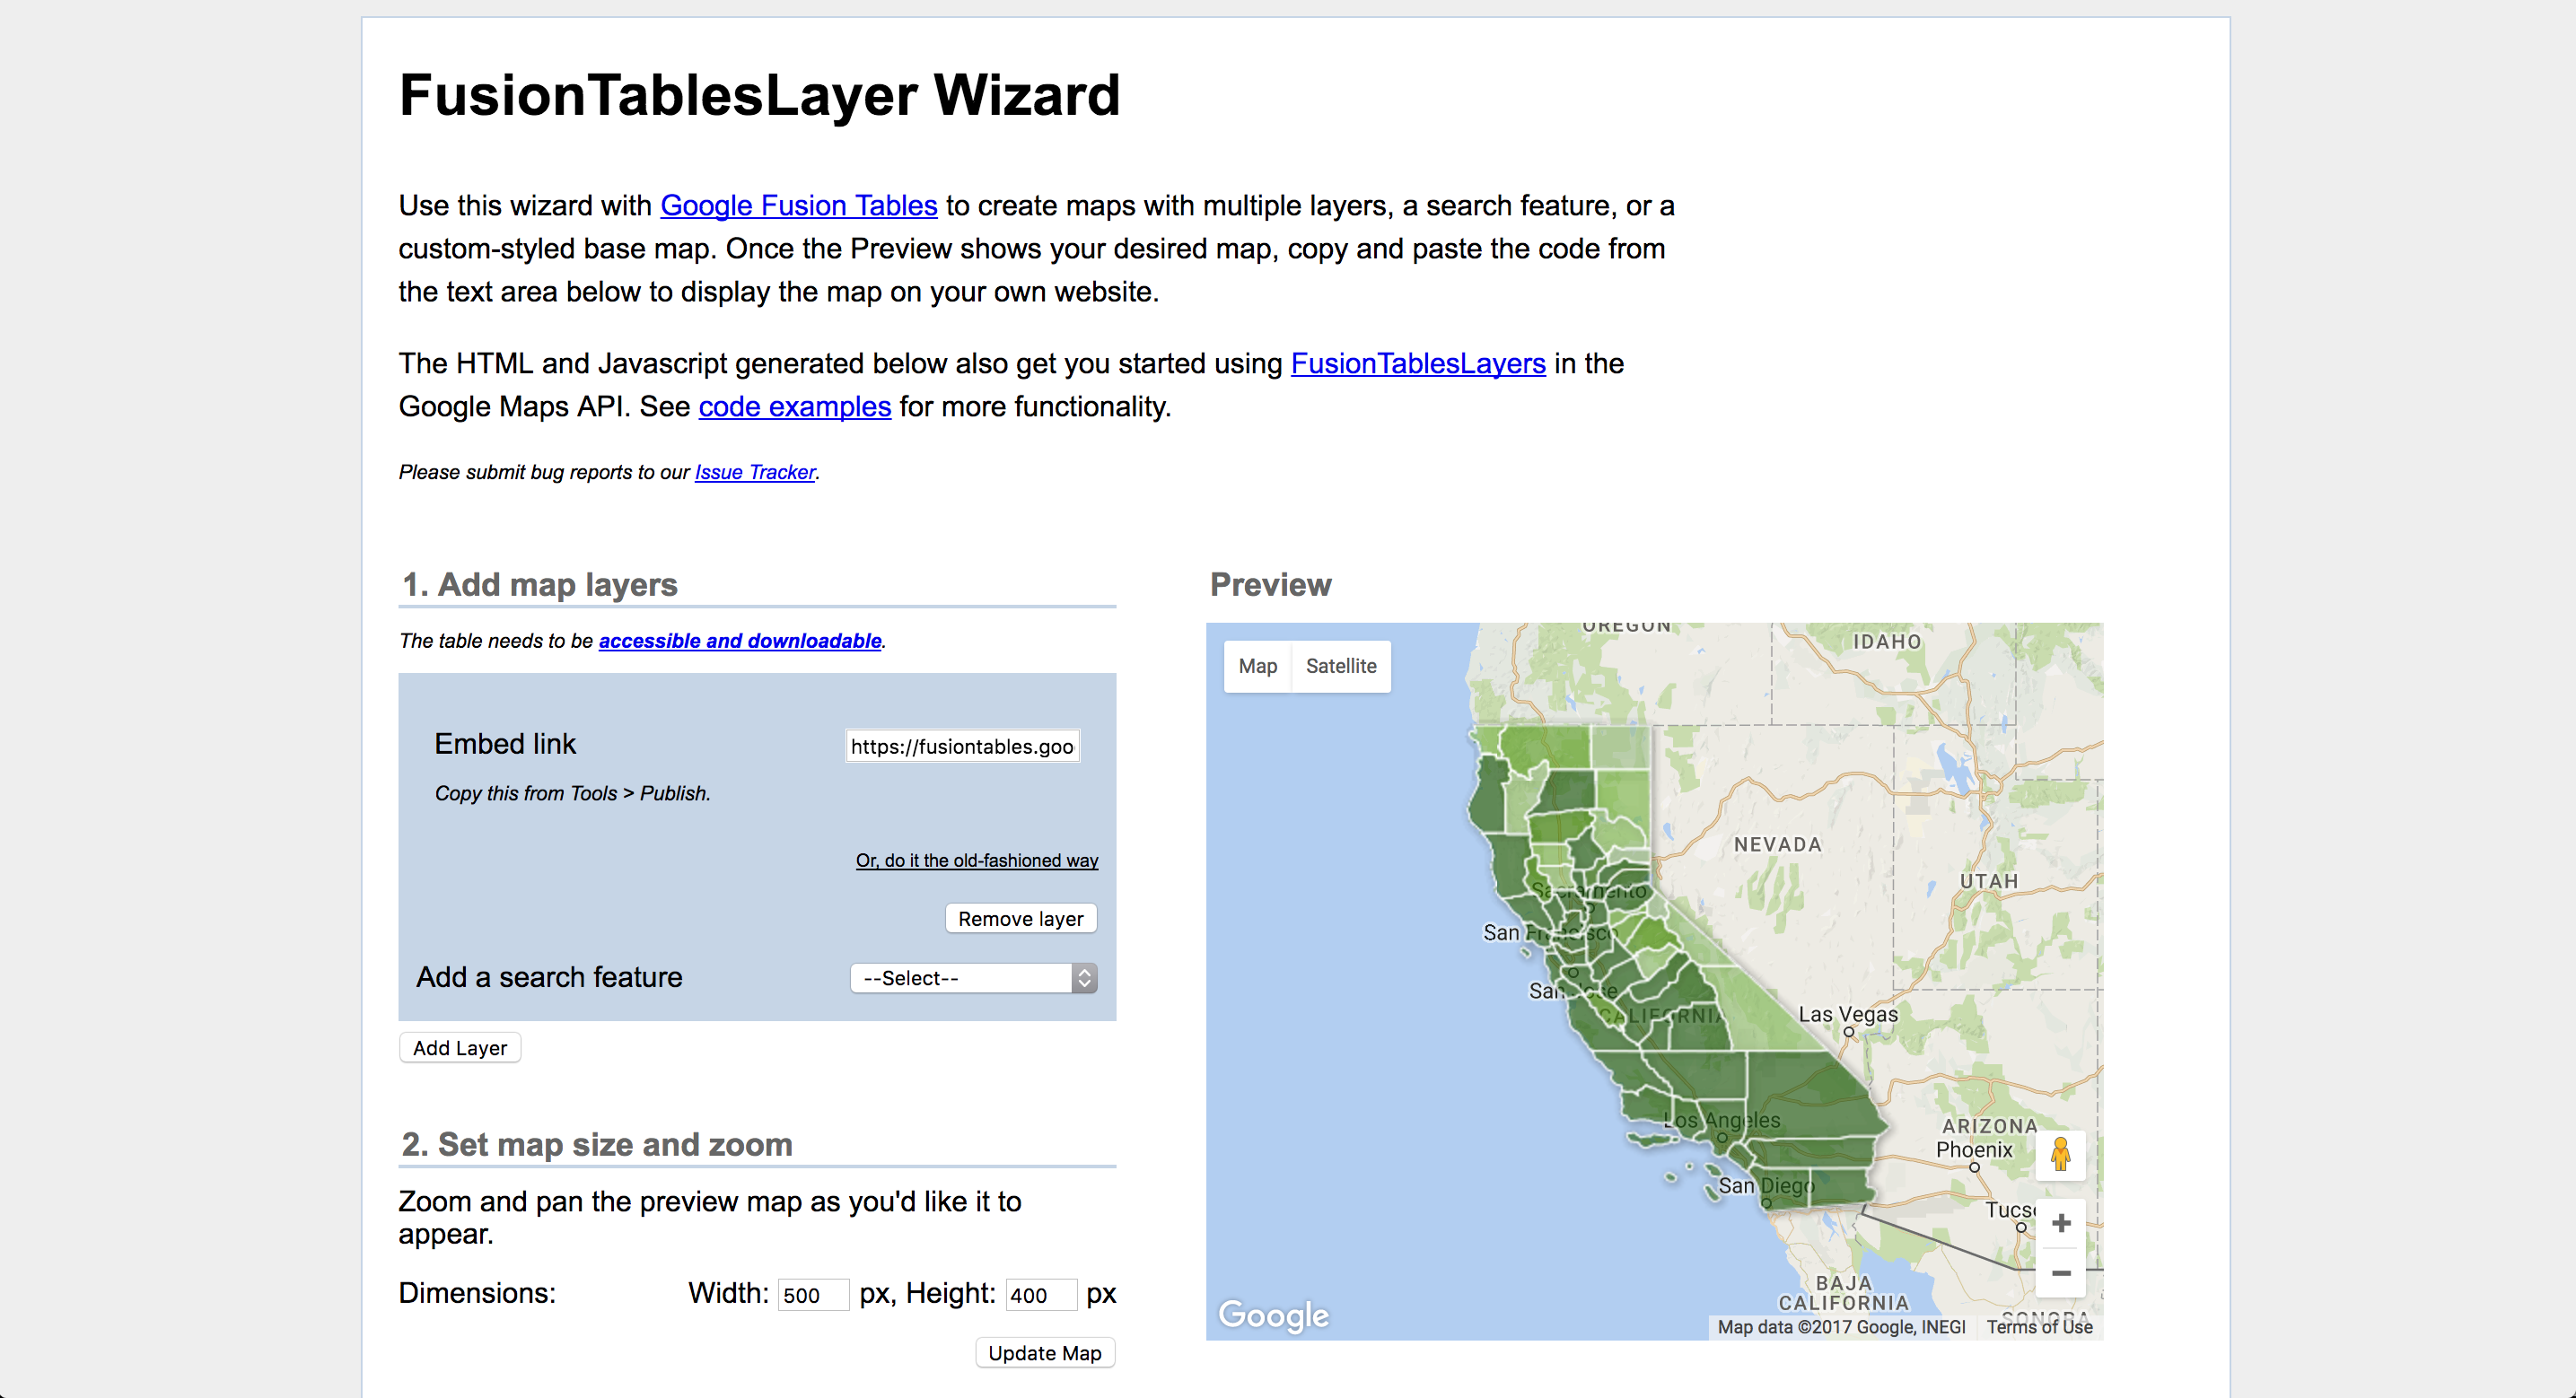 FusionTablesLayer Wizard
Use this wizard with Google Fusion Tables to create maps with multiple layers, a search feature, or a
custom-styled base map. Once the Preview shows your desired map, copy and paste the code from
the text area below to display the map on your own website.
The HTML and Javascript generated below also get you started using FusionTablesLayers in the
Google Maps API. See code examples for more functionality.
Please submit bug reports to our Issue Tracker.
1. Add map layers
The table needs to be accessible and downloadable.
Embed link
https://fusiontables.goo
Copy this from Tools > Publish.
Or, do it the old-fashioned way
Remove layer
Add a search feature
--Select--
Add Layer
2. Set map size and zoom
Zoom and pan the preview map as you'd like it to
appear.
Dimensions: Width: 500 px, Height: 400 px
Update Map
Preview
Map Satellite
OREGON
IDAHO
NEVADA
UTAH
Sacramento
San Francisco
San Jose
CALIFORNIA
Las Vegas
Los Angeles
ARIZONA
Phoenix
San Diego
Tucs
BAJA
CALIFORNIA
SONORA
Google
Map data ©2017 Google, INEGI Terms of Use